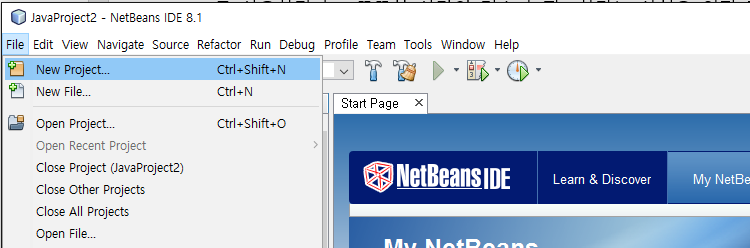 JavaProject2 - NetBeans IDE 8.1
File Edit View Navigate Source Refactor Run Debug Profile Team Tools Window Help
New Project... Ctrl+Shift+N
New File... Ctrl+N
Open Project... Ctrl+Shift+O
Open Recent Project
Close Project (JavaProject2)
Close Other Projects
Close All Projects
Open File...
Start Page
NetBeans IDE
Learn & Discover
My NetBe
My NetBeans